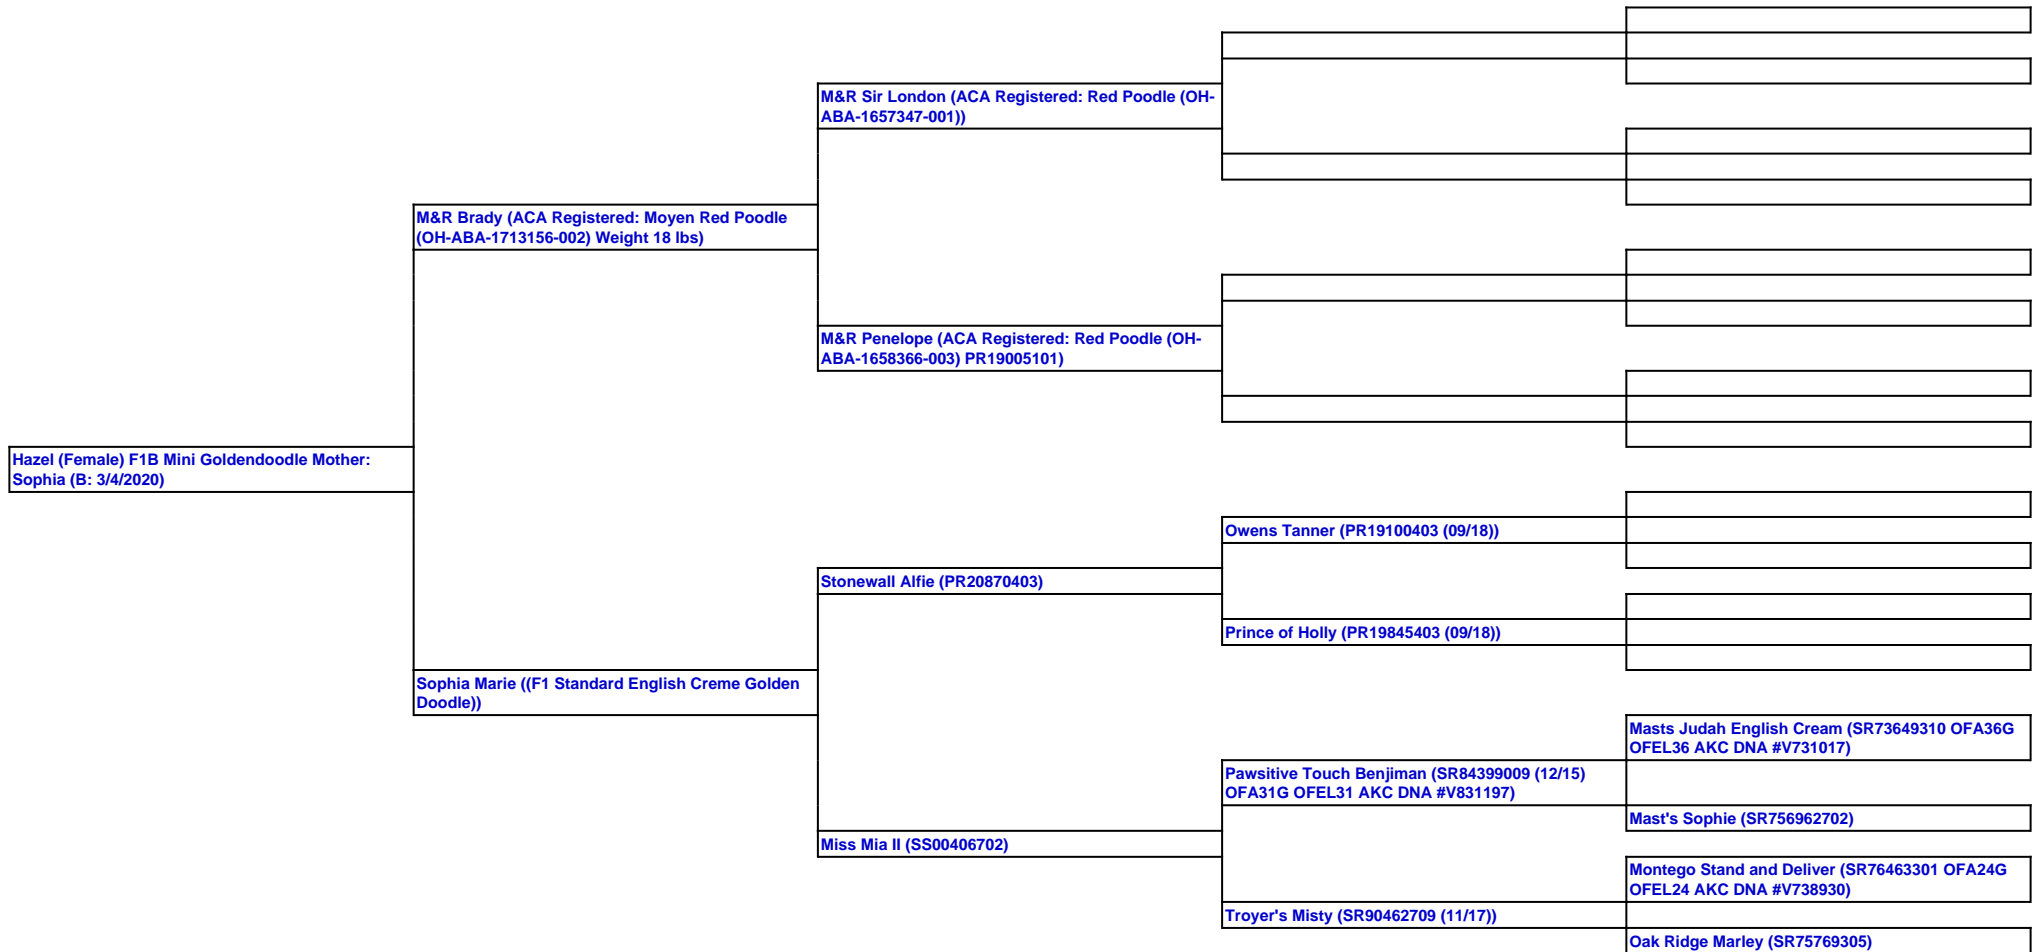 M&R Sir London (ACA Registered: Red Poodle (OH-
ABA-1657347-001))
M&R Brady (ACA Registered: Moyen Red Poodle
(OH-ABA-1713156-002) Weight 18 lbs)
M&R Penelope (ACA Registered: Red Poodle (OH-
ABA-1658366-003) PR19005101)
Hazel (Female) F1B Mini Goldendoodle Mother:
Sophia (B: 3/4/2020)
Owens Tanner (PR19100403 (09/18))
Stonewall Alfie (PR20870403)
Prince of Holly (PR19845403 (09/18))
Sophia Marie ((F1 Standard English Creme Golden
Doodle))
Masts Judah English Cream (SR73649310 OFA36G
OFEL36 AKC DNA #V731017)
Pawsitive Touch Benjiman (SR84399009 (12/15)
OFA31G OFEL31 AKC DNA #V831197)
Mast's Sophie (SR756962702)
Miss Mia II (SS00406702)
Montego Stand and Deliver (SR76463301 OFA24G
OFEL24 AKC DNA #V738930)
Troyer's Misty (SR90462709 (11/17))
Oak Ridge Marley (SR75769305)